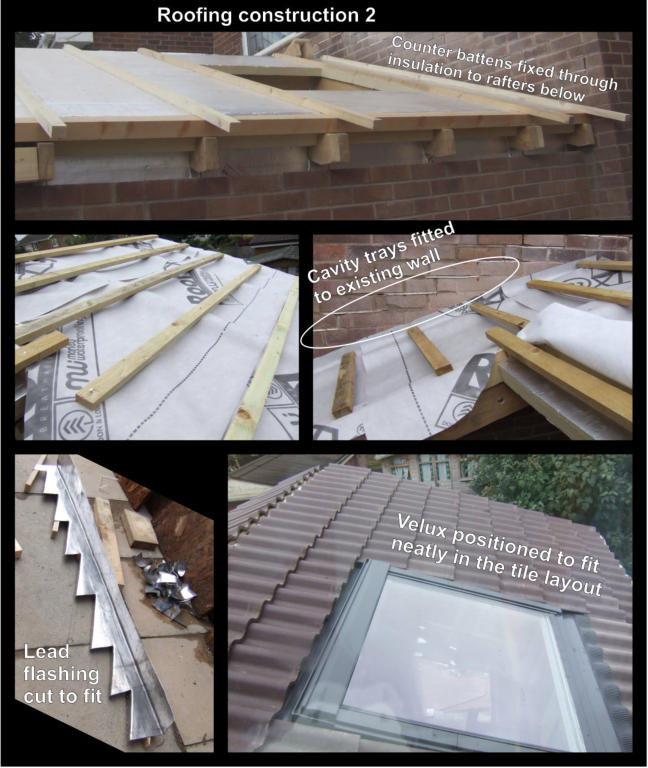 Roofing construction 2
Counter battens fixed through
insulation to rafters below
Cavity trays fitted
to existing wall
Lead
flashing
cut to fit
Velux positioned to fit
neatly in the tile layout